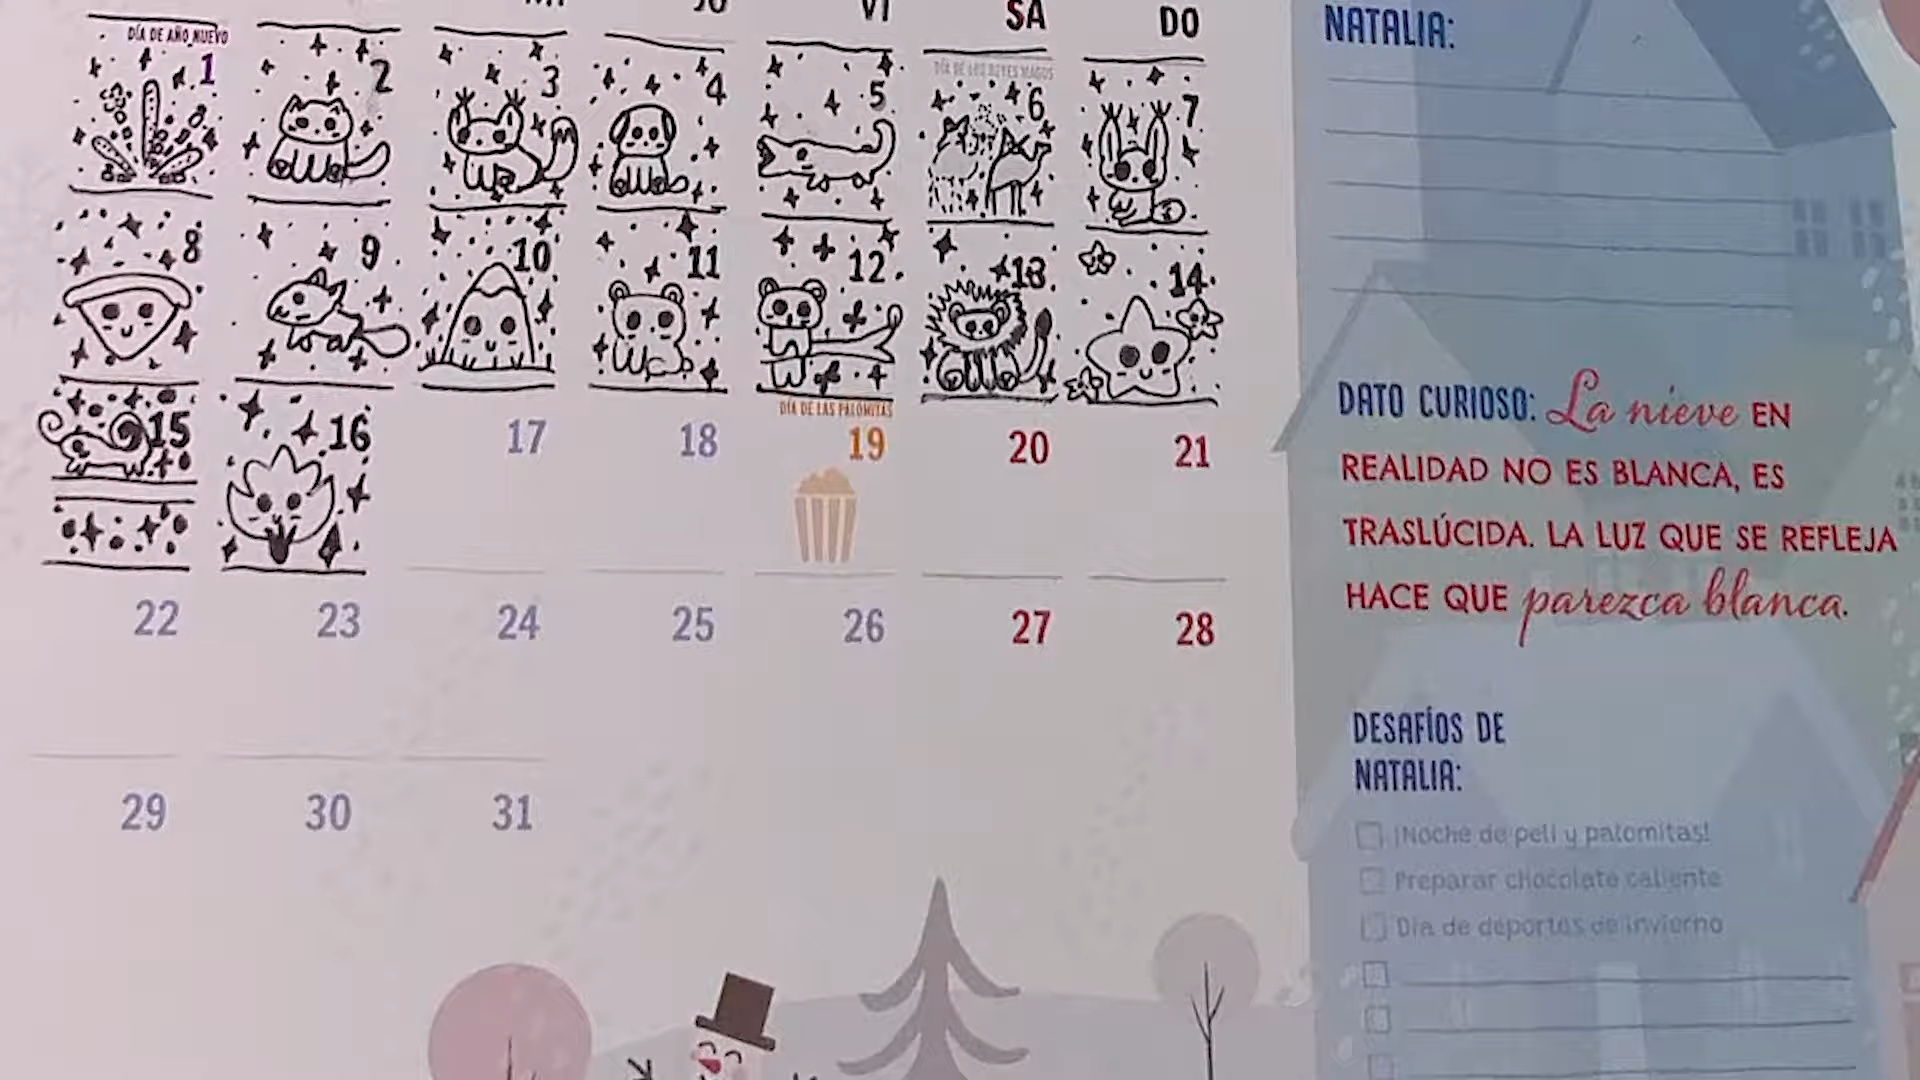 VI SA DO
DÍA DE AÑO NUEVO
DÍA DE LOS REYES MAGOS
1 2 3 4 5 6 7
8 9 10 11 12 13 14
DÍA DE LAS PALOMITAS
15 16 17 18 19 20 21
22 23 24 25 26 27 28
29 30 31
NATALIA:
DATO CURIOSO: La nieve EN
REALIDAD NO ES BLANCA, ES
TRASLÚCIDA. LA LUZ QUE SE REFLEJA
HACE QUE parezca blanca.
DESAFÍOS DE
NATALIA:
¡Noche de peli y palomitas!
Preparar chocolate caliente
Día de deportes de invierno